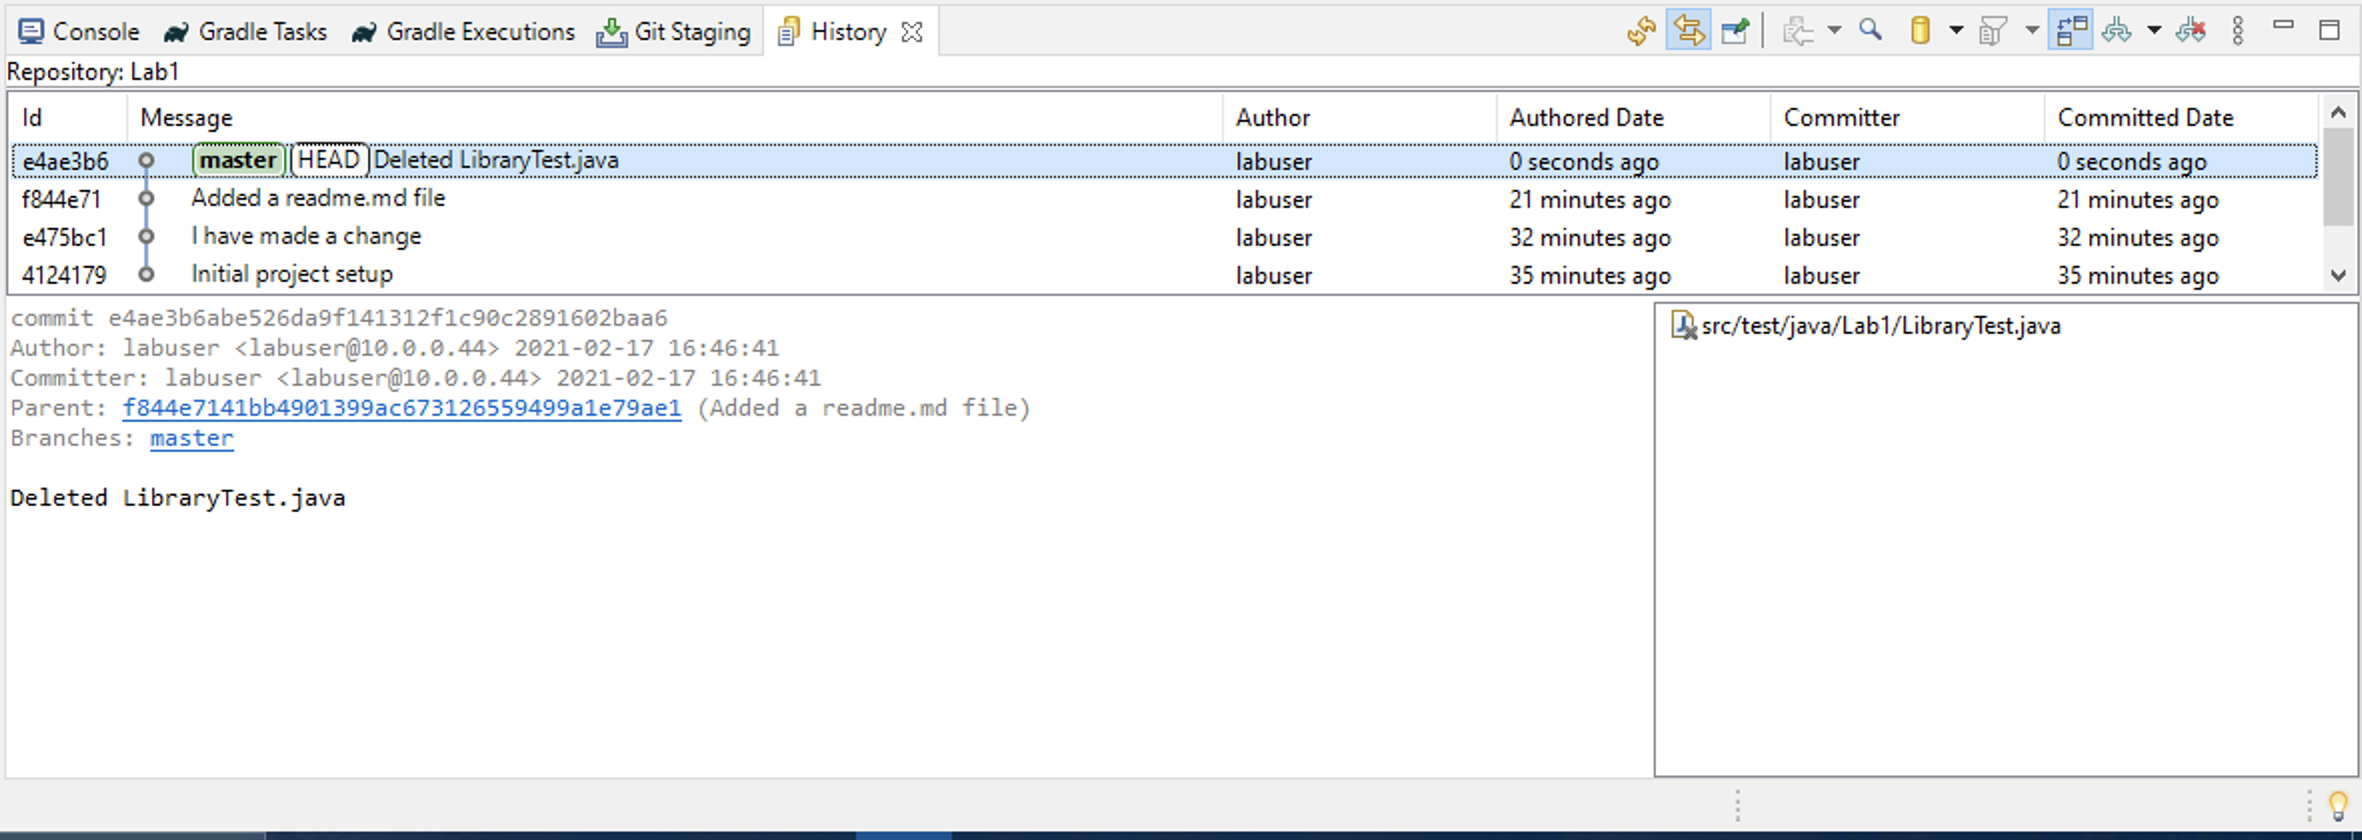 Console Gradle Tasks Gradle Executions Git Staging History
Repository: Lab1
Id Message Author Authored Date Committer Committed Date
e4ae3b6 master HEAD Deleted LibraryTest.java labuser 0 seconds ago labuser 0 seconds ago
f844e71 Added a readme.md file labuser 21 minutes ago labuser 21 minutes ago
e475bc1 I have made a change labuser 32 minutes ago labuser 32 minutes ago
4124179 Initial project setup labuser 35 minutes ago labuser 35 minutes ago
commit e4ae3b6abe526da9f141312f1c90c2891602baa6
Author: labuser <labuser@10.0.0.44> 2021-02-17 16:46:41
Committer: labuser <labuser@10.0.0.44> 2021-02-17 16:46:41
Parent: f844e7141bb4901399ac673126559499a1e79ae1 (Added a readme.md file)
Branches: master
Deleted LibraryTest.java
src/test/java/Lab1/LibraryTest.java